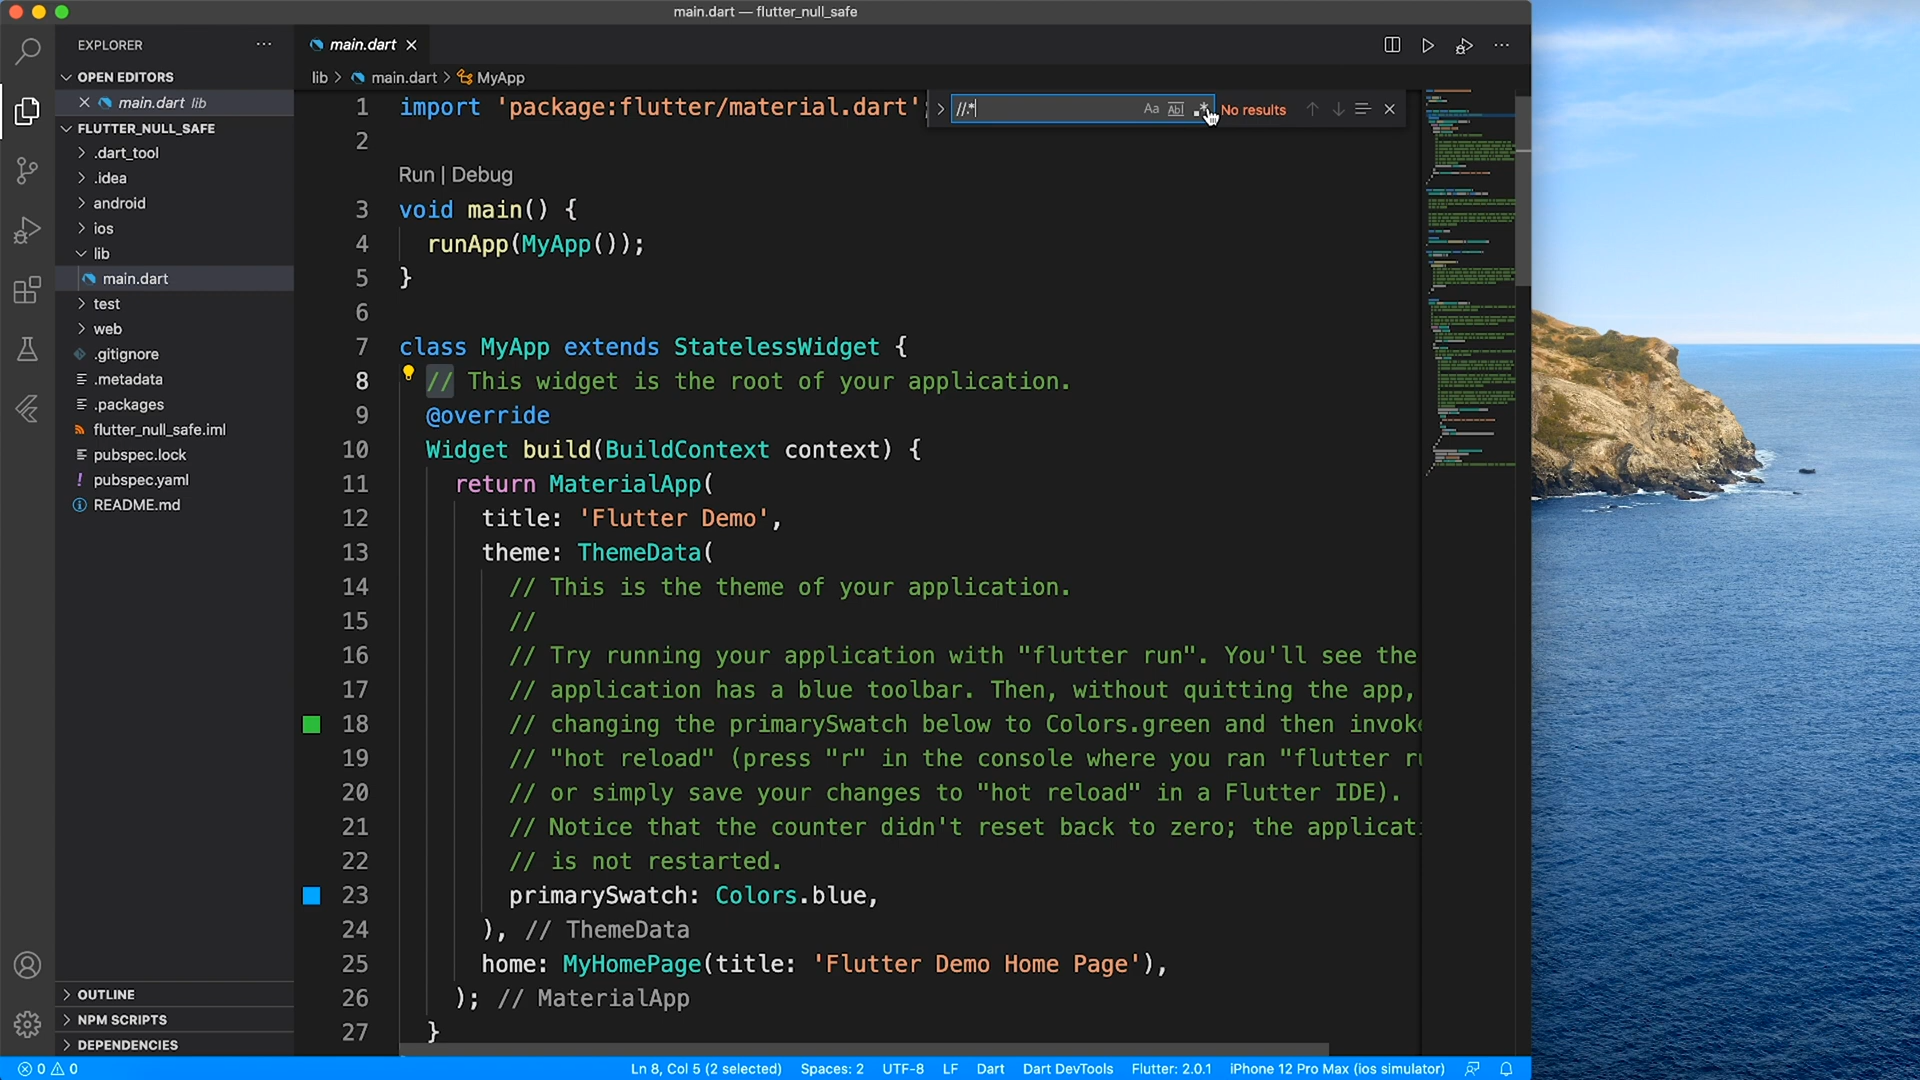 main.dart — flutter_null_safe
EXPLORER
OPEN EDITORS
main.dart lib
FLUTTER_NULL_SAFE
.dart_tool
.idea
android
ios
lib
main.dart
test
web
.gitignore
.metadata
.packages
flutter_null_safe.iml
pubspec.lock
pubspec.yaml
README.md
OUTLINE
NPM SCRIPTS
DEPENDENCIES
main.dart
lib > main.dart > MyApp
//.* Aa Ab .* No results
1 import 'package:flutter/material.dart';
2
Run | Debug
3 void main() {
4 runApp(MyApp());
5 }
6
7 class MyApp extends StatelessWidget {
8 // This widget is the root of your application.
9 @override
10 Widget build(BuildContext context) {
11 return MaterialApp(
12 title: 'Flutter Demo',
13 theme: ThemeData(
14 // This is the theme of your application.
15 //
16 // Try running your application with "flutter run". You'll see the
17 // application has a blue toolbar. Then, without quitting the app,
18 // changing the primarySwatch below to Colors.green and then invok
19 // "hot reload" (press "r" in the console where you ran "flutter r
20 // or simply save your changes to "hot reload" in a Flutter IDE).
21 // Notice that the counter didn't reset back to zero; the applicat
22 // is not restarted.
23 primarySwatch: Colors.blue,
24 ), // ThemeData
25 home: MyHomePage(title: 'Flutter Demo Home Page'),
26 ); // MaterialApp
27 }
0 0 Ln 8, Col 5 (2 selected) Spaces: 2 UTF-8 LF Dart Dart DevTools Flutter: 2.0.1 iPhone 12 Pro Max (ios simulator)